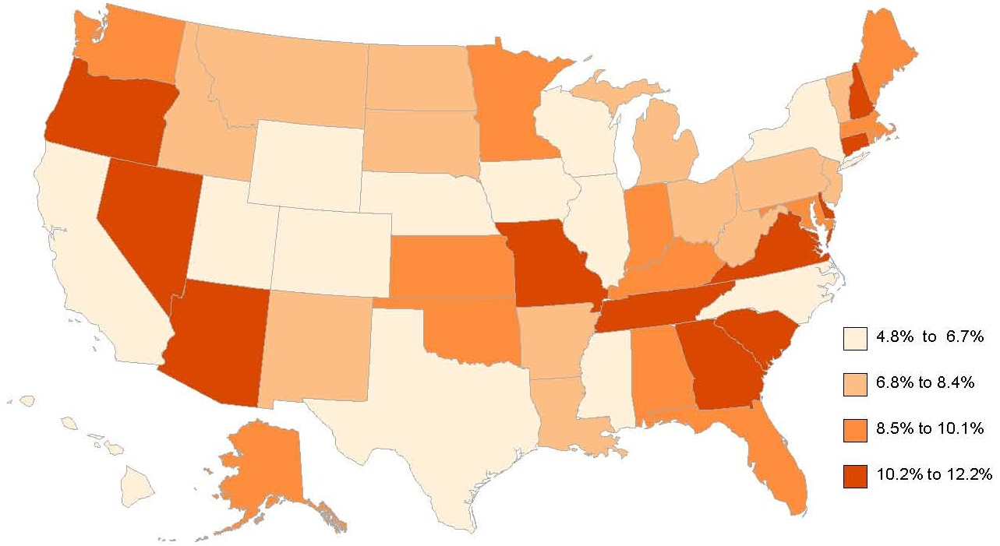 4.8% to 6.7%
6.8% to 8.4%
8.5% to 10.1%
10.2% to 12.2%